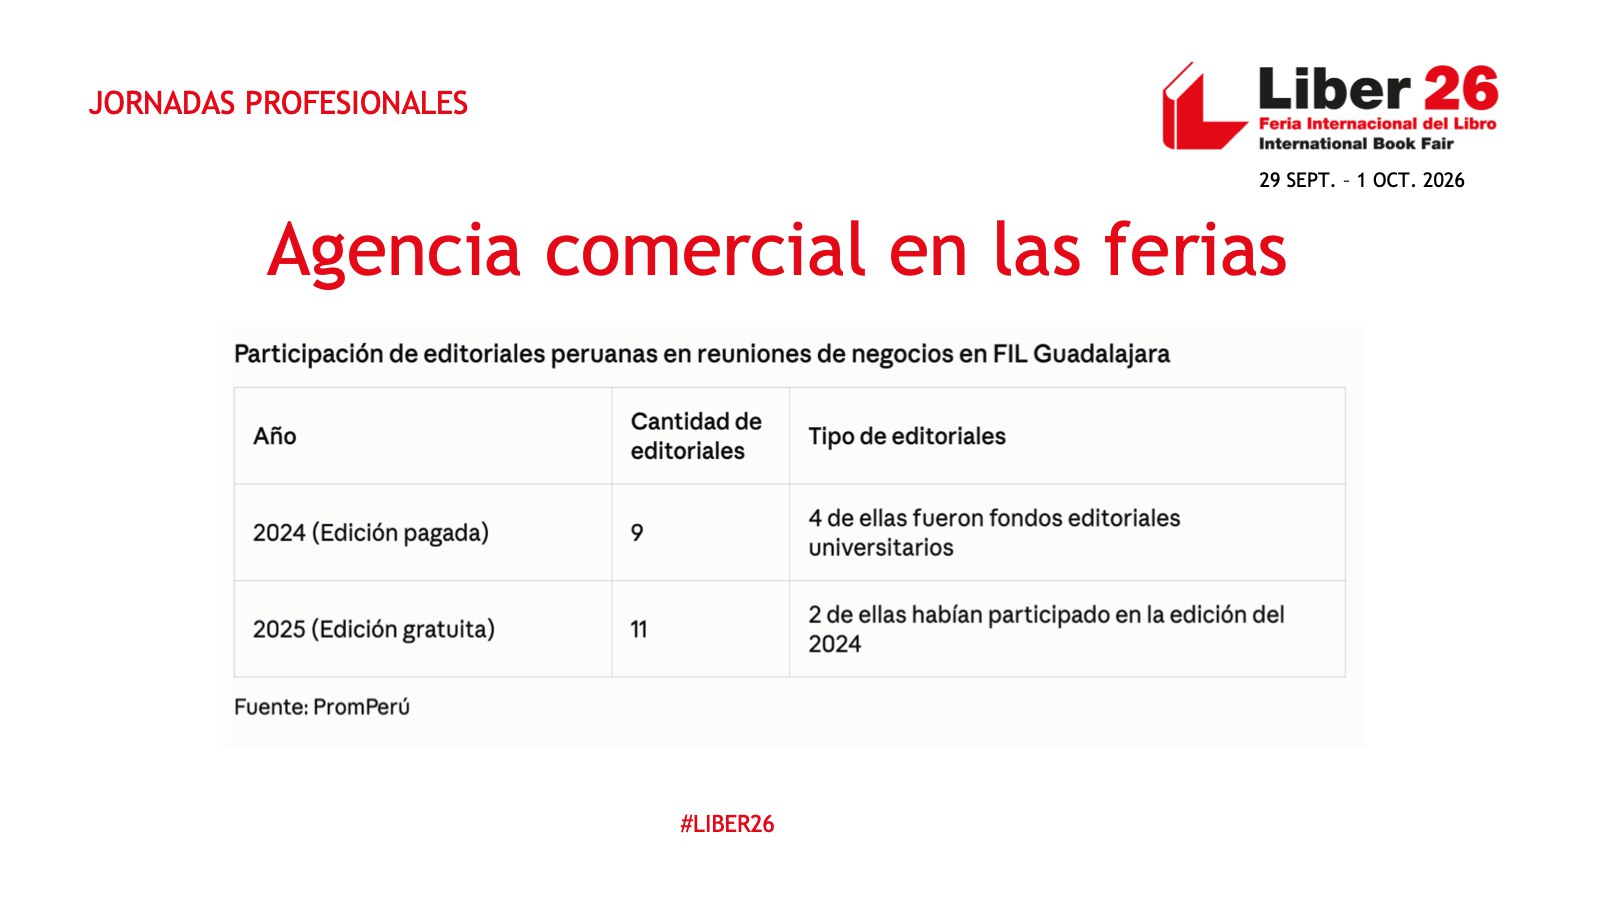 JORNADAS PROFESIONALES
Liber 26
Feria Internacional del Libro
International Book Fair
29 SEPT. - 1 OCT. 2026
Agencia comercial en las ferias
Participación de editoriales peruanas en reuniones de negocios en FIL Guadalajara
Año
Cantidad de
editoriales
Tipo de editoriales
2024 (Edición pagada)
9
4 de ellas fueron fondos editoriales
universitarios
2025 (Edición gratuita)
11
2 de ellas habían participado en la edición del
2024
Fuente: PromPerú
#LIBER26